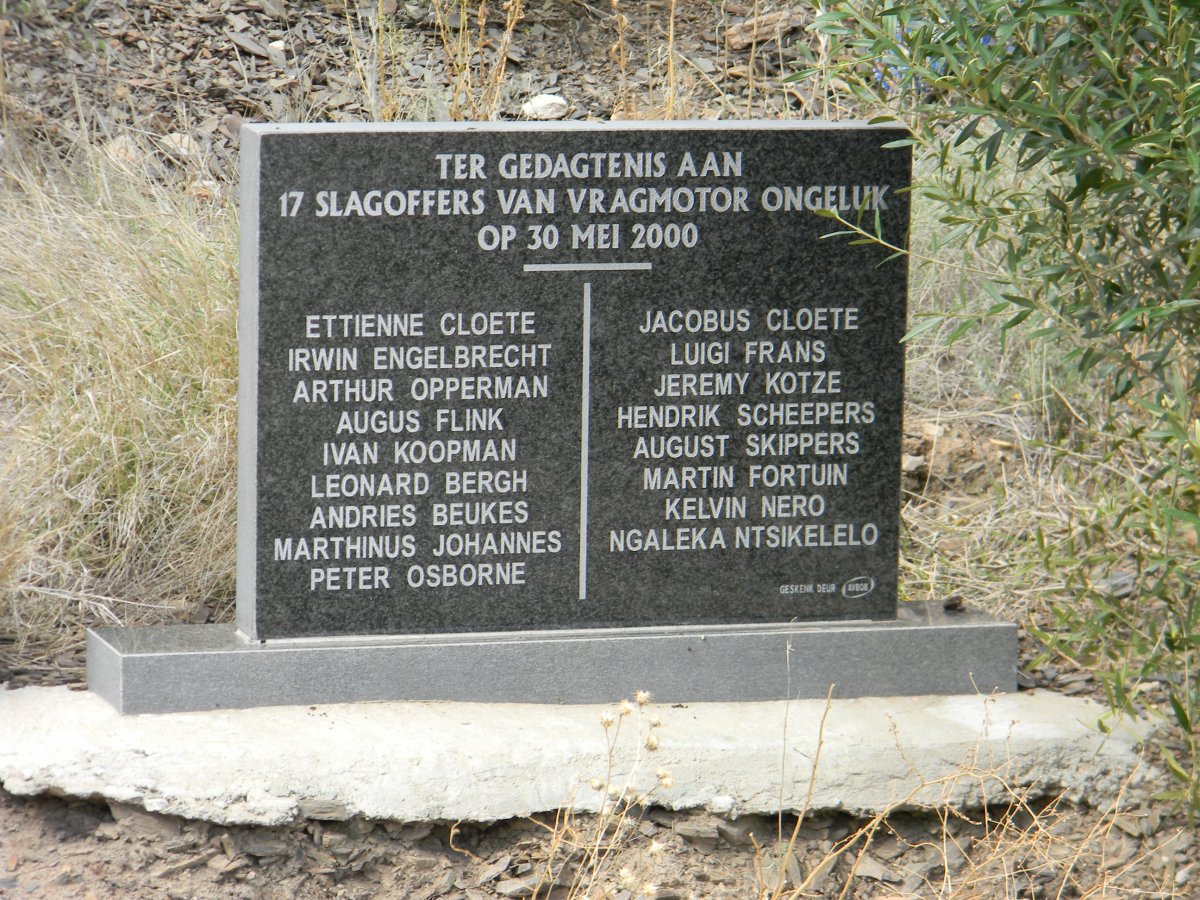 TER GEDAGTENIS AAN
17 SLAGOFFERS VAN VRAGMOTOR ONGELUK
OP 30 MEI 2000
ETTIENNE CLOETE
IRWIN ENGELBRECHT
ARTHUR OPPERMAN
AUGUS FLINK
IVAN KOOPMAN
LEONARD BERGH
ANDRIES BEUKES
MARTHINUS JOHANNES
PETER OSBORNE
JACOBUS CLOETE
LUIGI FRANS
JEREMY KOTZE
HENDRIK SCHEEPERS
AUGUST SKIPPERS
MARTIN FORTUIN
KELVIN NERO
NGALEKA NTSIKELELO
GESKENK DEUR AVBOB